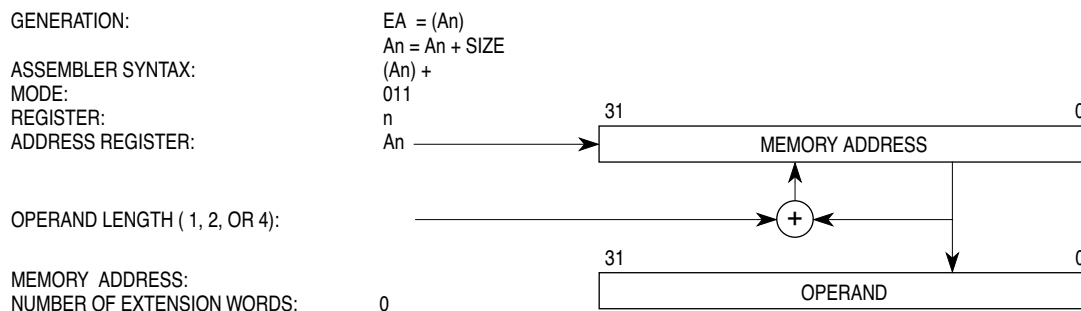 GENERATION: EA = (An)
An = An + SIZE
ASSEMBLER SYNTAX: (An) +
MODE: 011
REGISTER: n
31 0
ADDRESS REGISTER: An MEMORY ADDRESS
OPERAND LENGTH ( 1, 2, OR 4): +
31 0
MEMORY ADDRESS:
OPERAND
NUMBER OF EXTENSION WORDS: 0